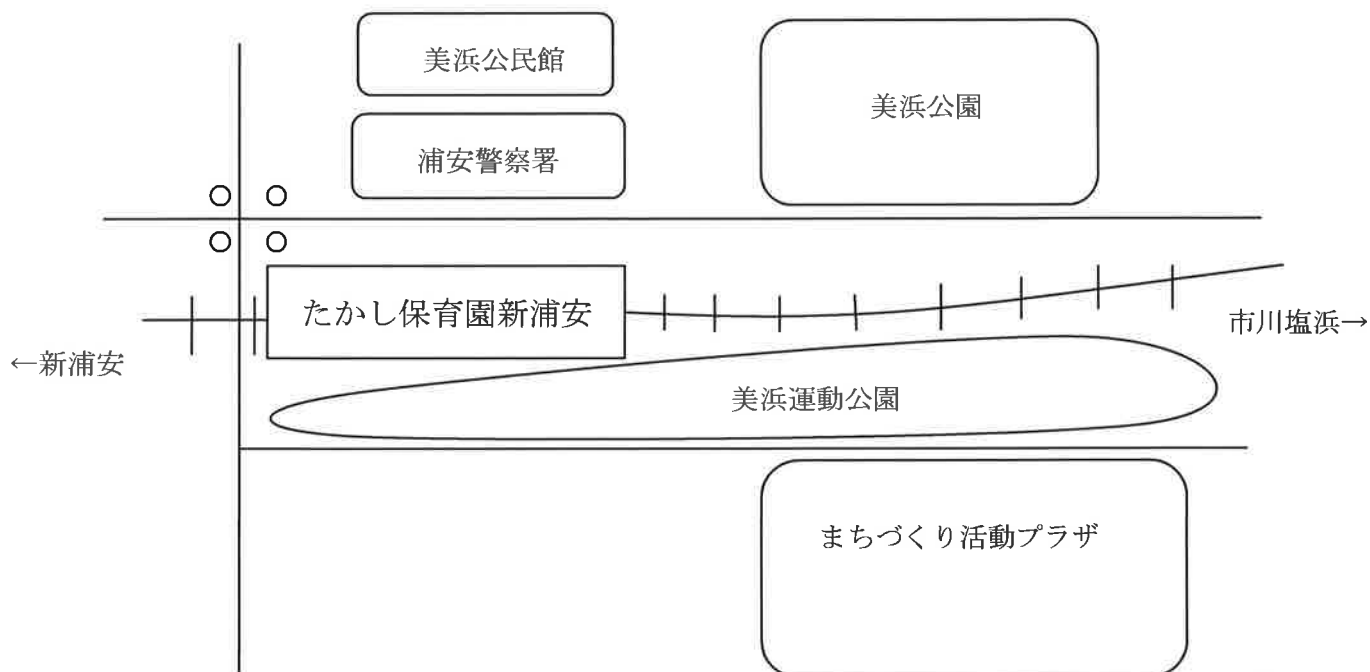 美浜公民館
美浜公園
浦安警察署
たかし保育園新浦安
市川塩浜→
←新浦安
美浜運動公園
まちづくり活動プラザ